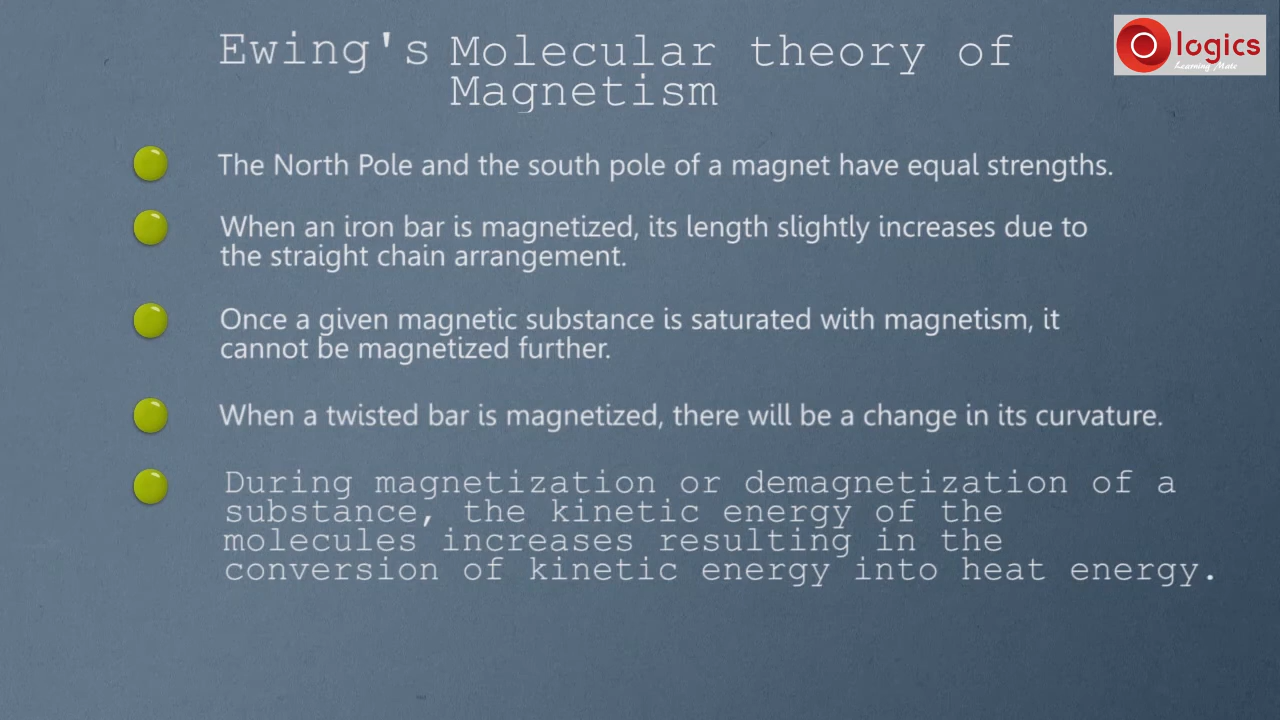 Ewing's Molecular theory of
Magnetism
logics
Learning Mate
The North Pole and the south pole of a magnet have equal strengths.
When an iron bar is magnetized, its length slightly increases due to
the straight chain arrangement.
Once a given magnetic substance is saturated with magnetism, it
cannot be magnetized further.
When a twisted bar is magnetized, there will be a change in its curvature.
During magnetization or demagnetization of a
substance, the kinetic energy of the
molecules increases resulting in the
conversion of kinetic energy into heat energy.